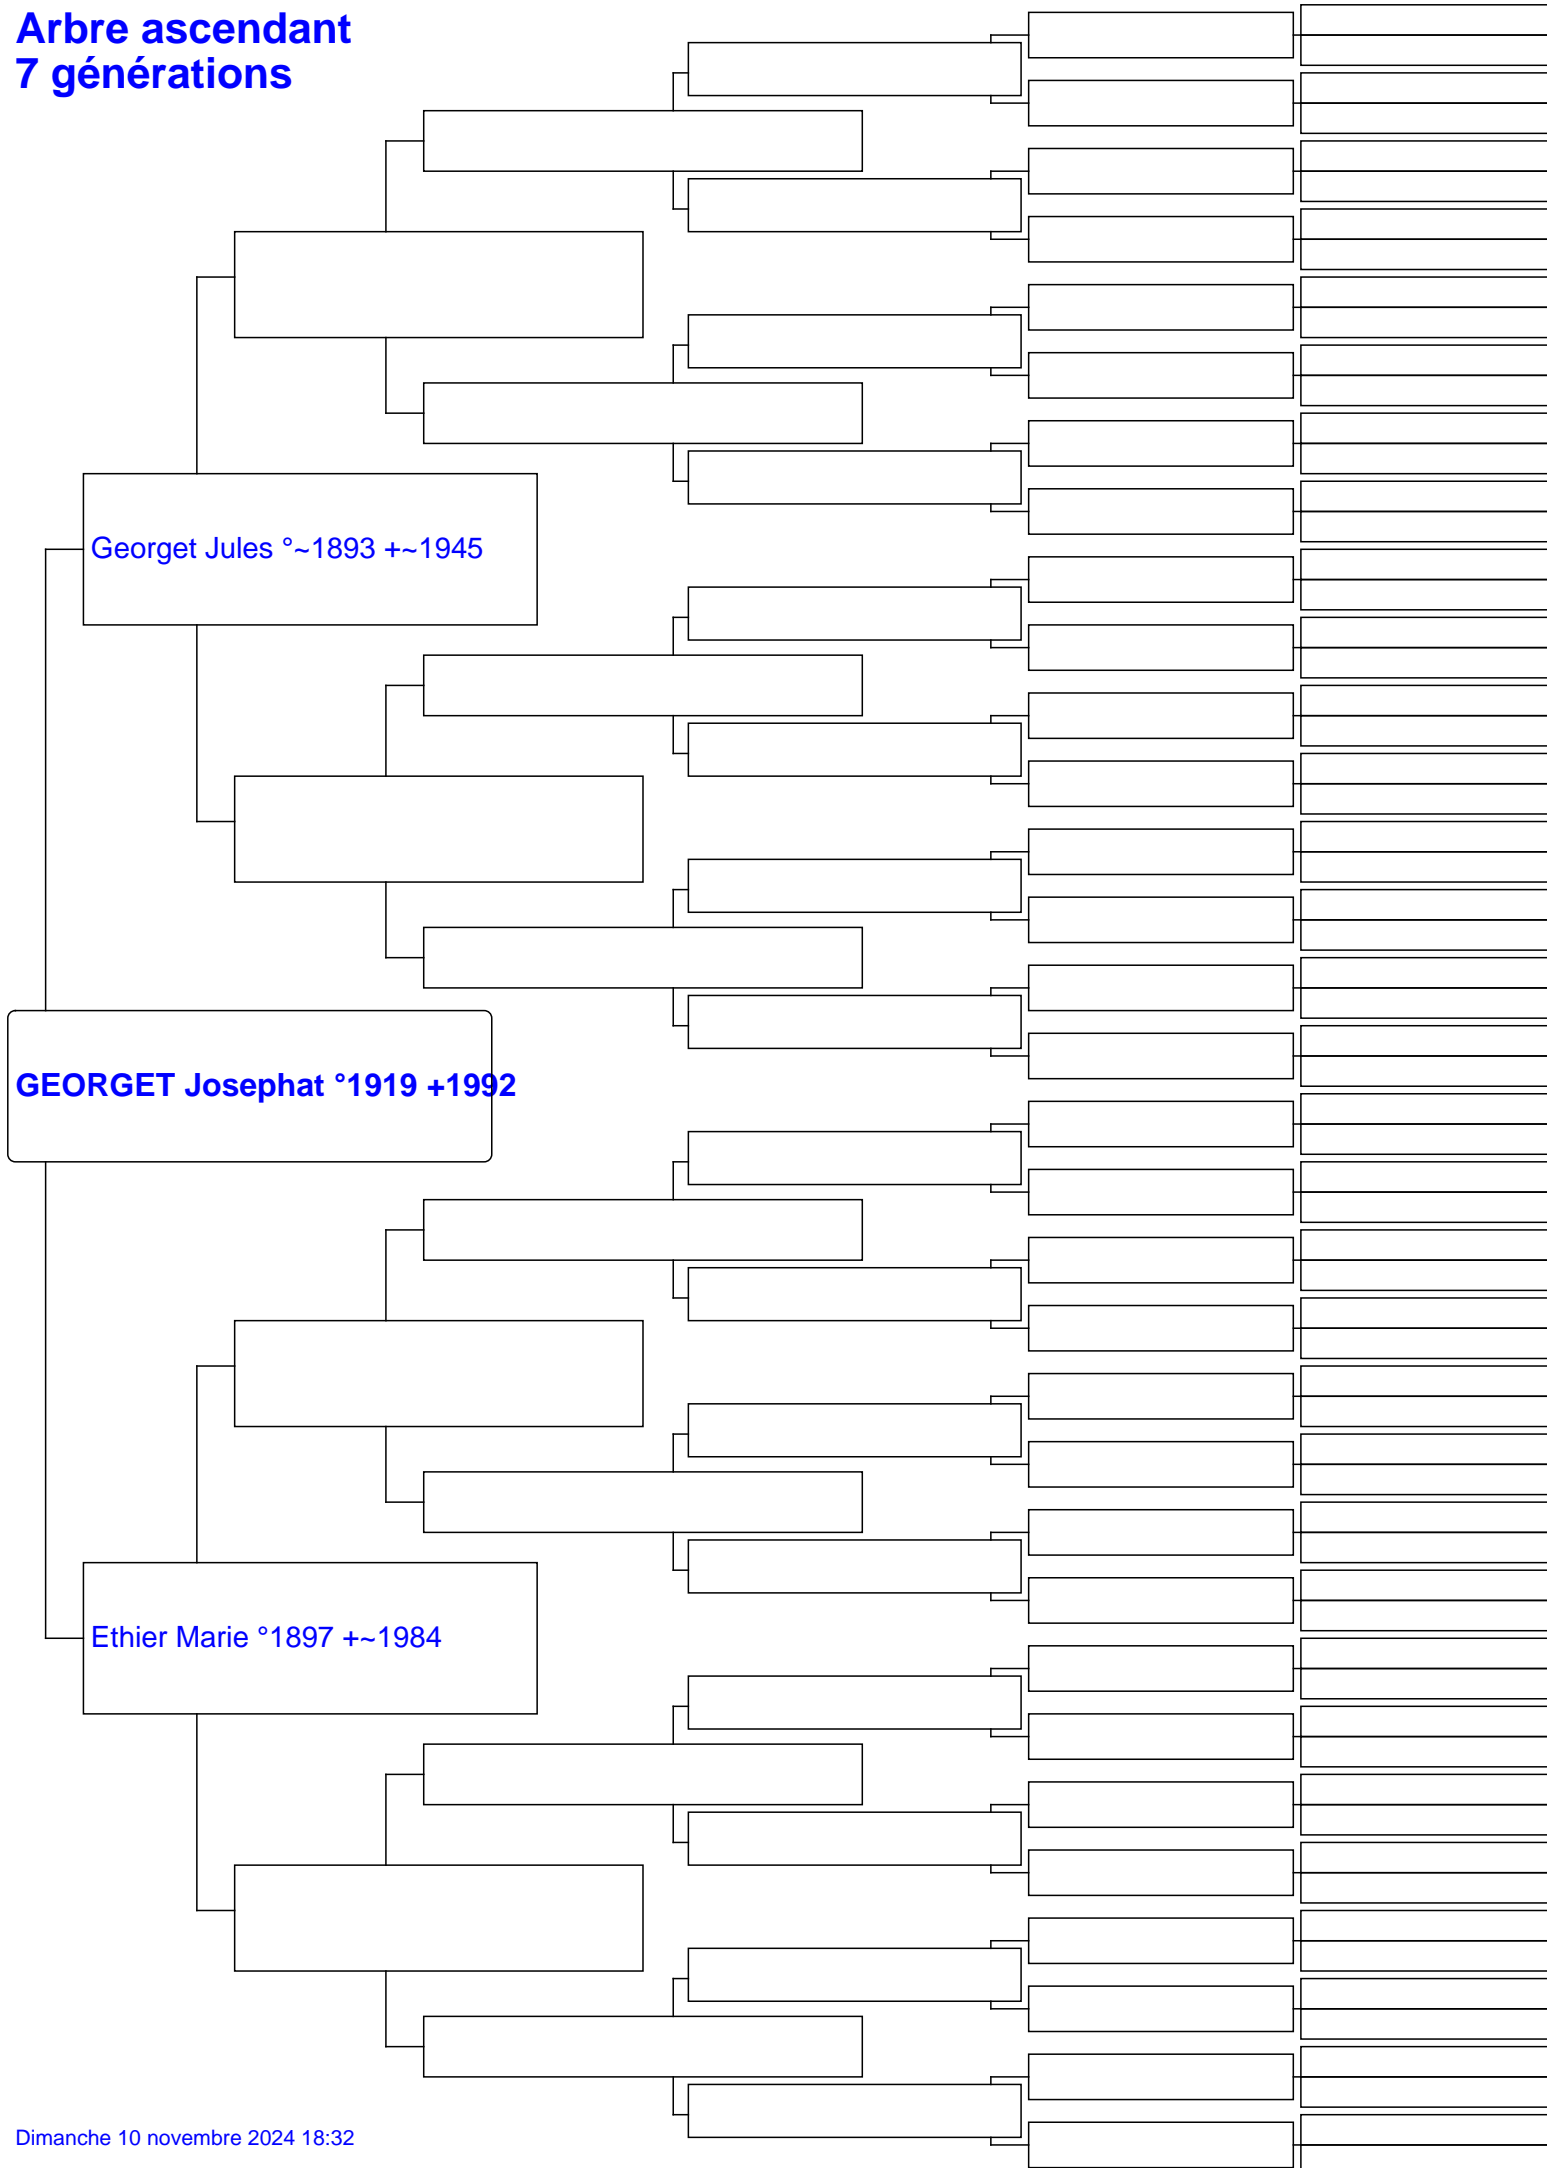 Arbre ascendant
7 générations
Georget Jules °~1893 +~1945
GEORGET Josephat °1919 +1992
Ethier Marie °1897 +~1984
Dimanche 10 novembre 2024 18:32